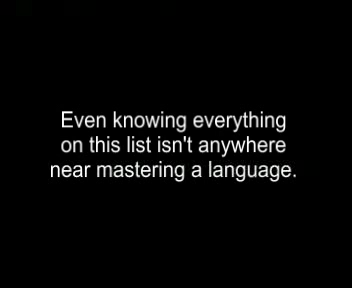 Even knowing everything
on this list isn't anywhere
near mastering a language.